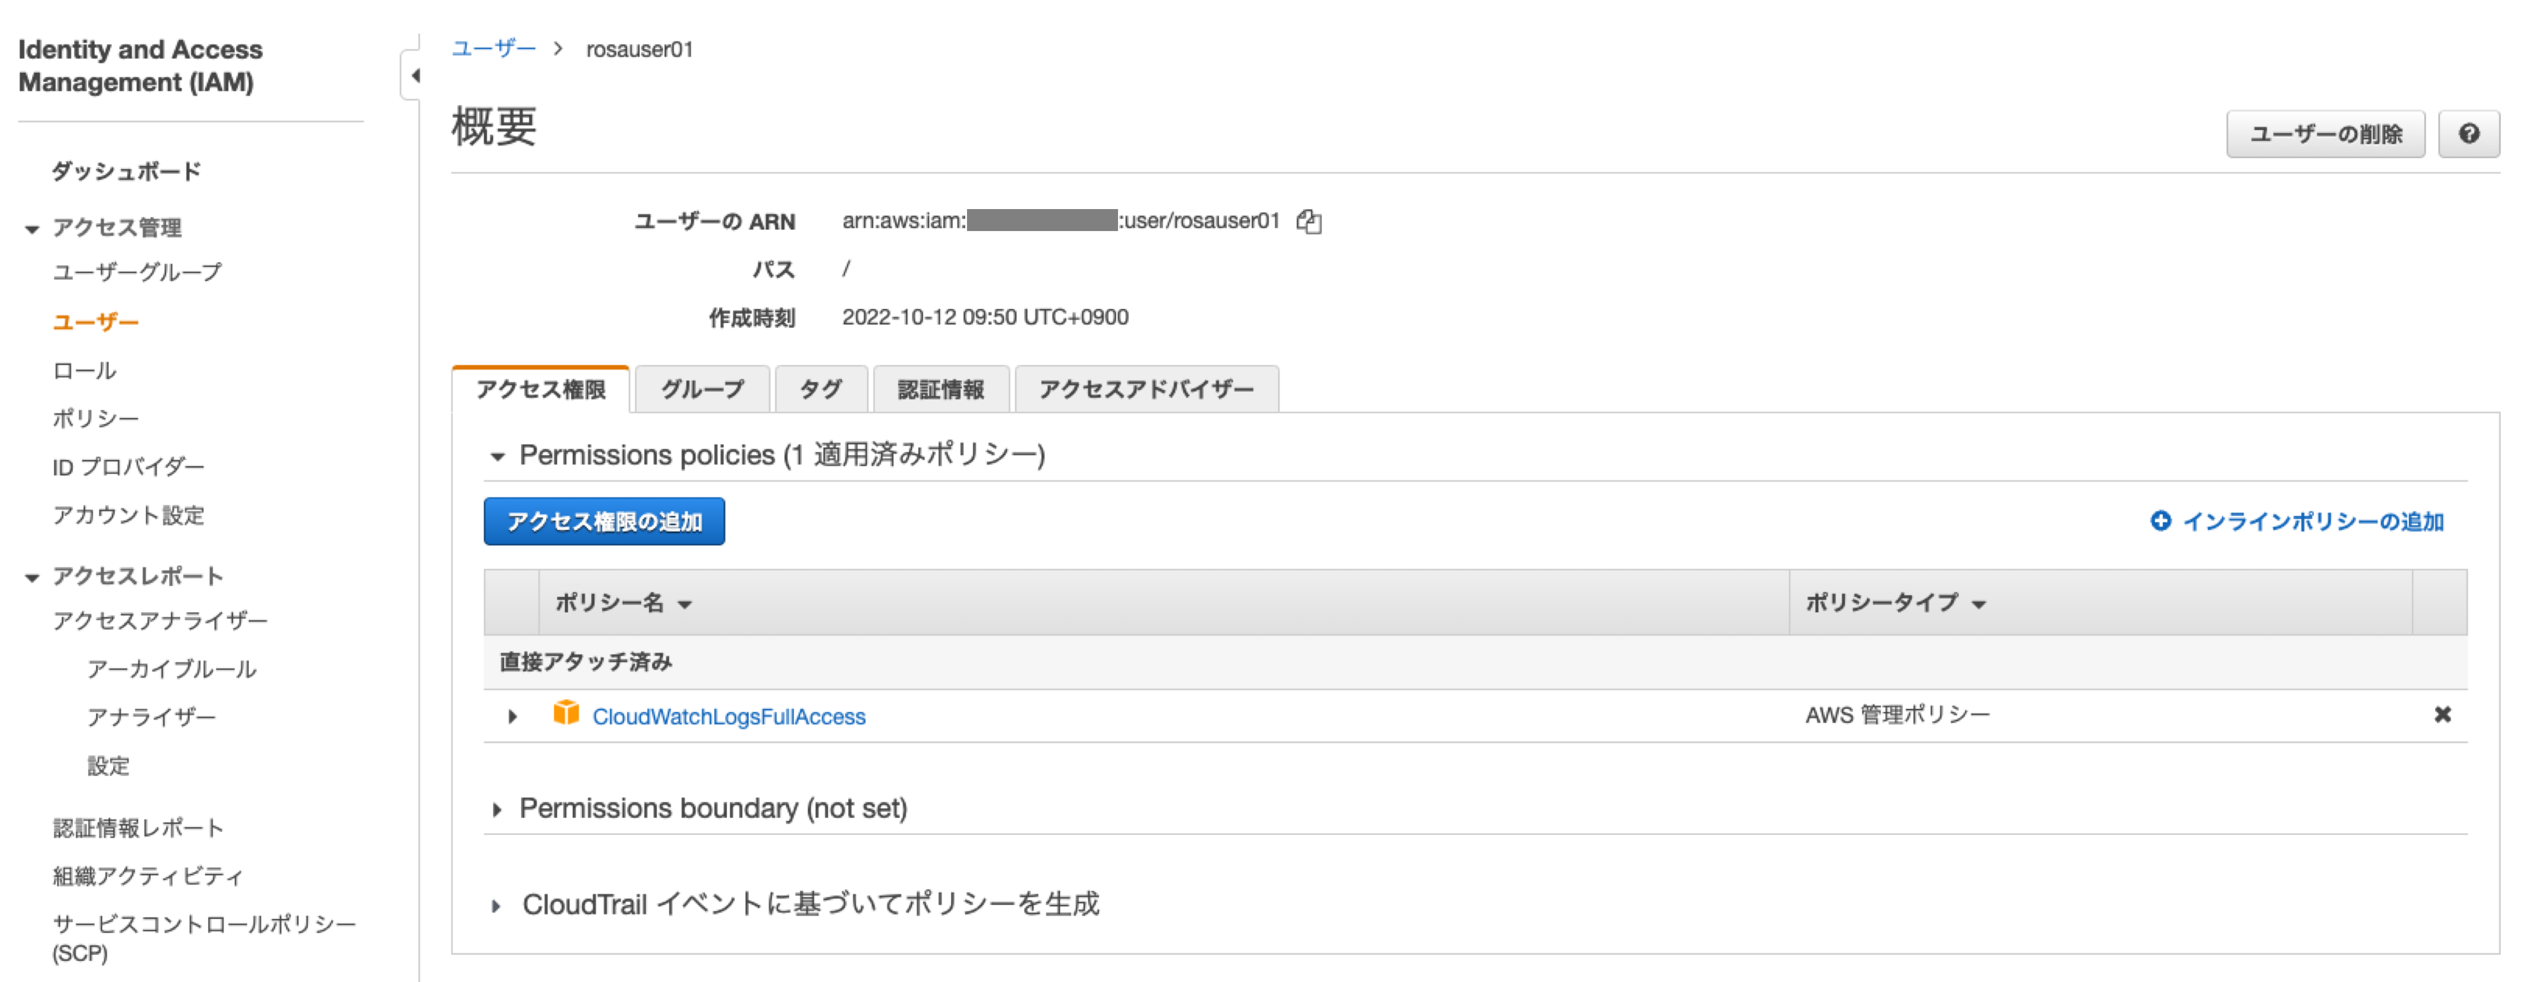 Identity and Access
Management (IAM)
ダッシュボード
アクセス管理
ユーザーグループ
ユーザー
ロール
ポリシー
ID プロバイダー
アカウント設定
アクセスレポート
アクセスアナライザー
アーカイブルール
アナライザー
設定
認証情報レポート
組織アクティビティ
サービスコントロールポリシー
(SCP)
ユーザー > rosauser01
概要
ユーザーの削除
ユーザーの ARN arn:aws:iam: :user/rosauser01
パス /
作成時刻 2022-10-12 09:50 UTC+0900
アクセス権限 グループ タグ 認証情報 アクセスアドバイザー
Permissions policies (1 適用済みポリシー)
アクセス権限の追加 インラインポリシーの追加
ポリシー名 ポリシータイプ
直接アタッチ済み
CloudWatchLogsFullAccess AWS 管理ポリシー
Permissions boundary (not set)
CloudTrail イベントに基づいてポリシーを生成